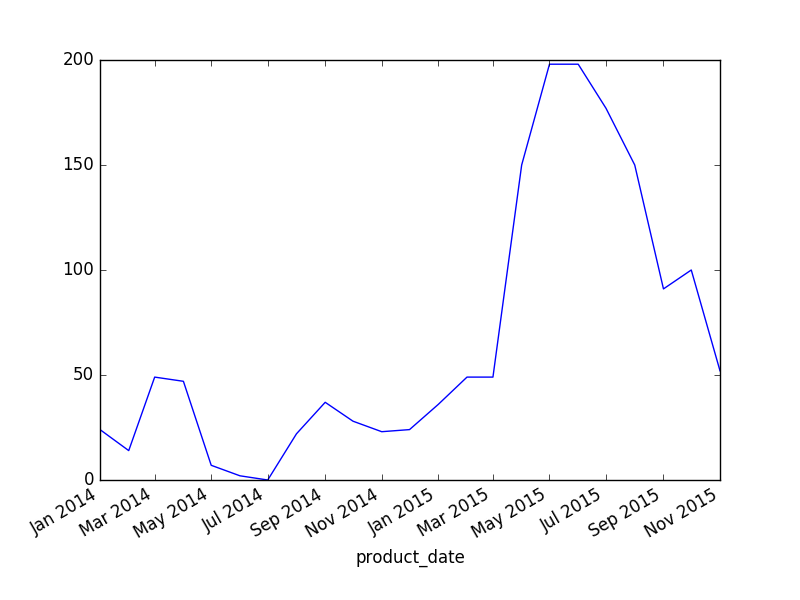 200
150
100
50
0
Jan 2014
Mar 2014
May 2014
Jul 2014
Sep 2014
Nov 2014
Jan 2015
Mar 2015
May 2015
Jul 2015
Sep 2015
Nov 2015
product_date